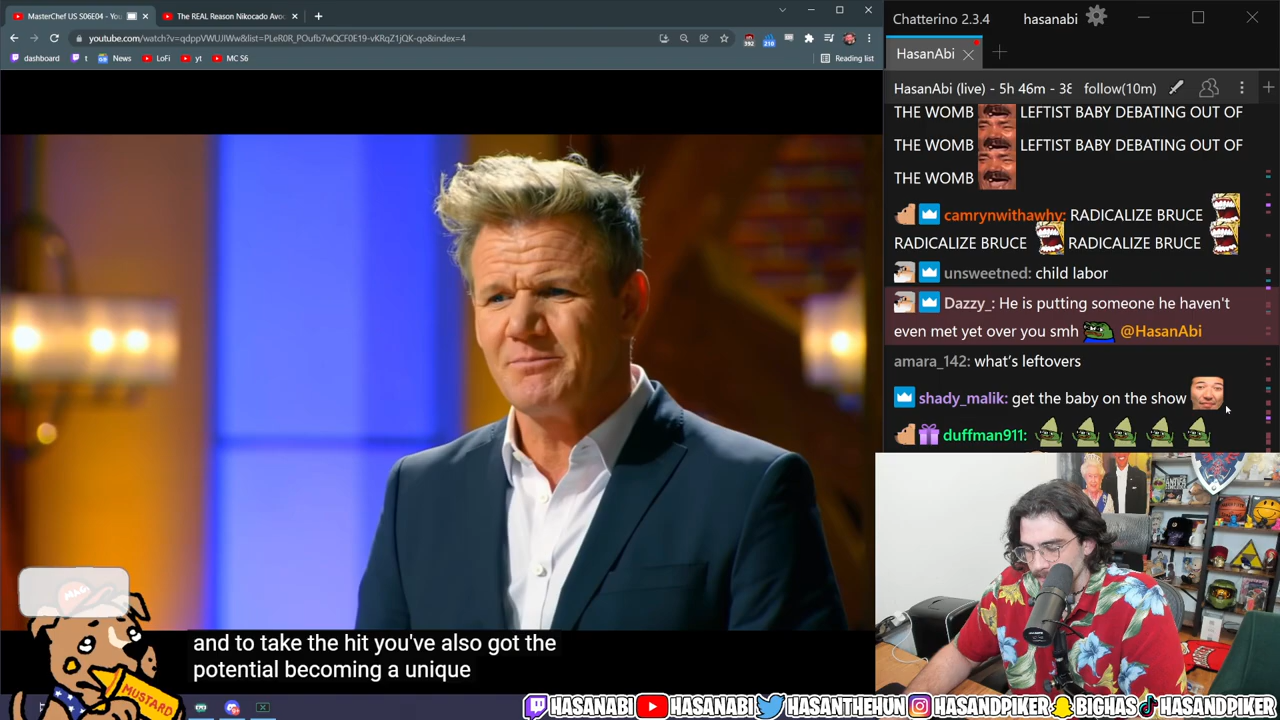 MasterChef US S06E04 - You
The REAL Reason Nikocado Avoc
youtube.com/watch?v=qdppVWUJIWw&list=PLeR0R_POufb7wQCF0E19-vKRqZ1jQK-qo&index=4
392
210
dashboard
t
News
LoFi
yt
MC S6
Reading list
and to take the hit you've also got the
potential becoming a unique
MUSTARD
Chatterino 2.3.4
hasanabi
HasanAbi
HasanAbi (live) - 5h 46m - 38
follow(10m)
THE WOMB LEFTIST BABY DEBATING OUT OF
THE WOMB LEFTIST BABY DEBATING OUT OF
THE WOMB
camrynwithawhy: RADICALIZE BRUCE
RADICALIZE BRUCE RADICALIZE BRUCE
unsweetned: child labor
Dazzy_: He is putting someone he haven't
even met yet over you smh @HasanAbi
amara_142: what's leftovers
shady_malik: get the baby on the show
duffman911:
HASANABI HASANABI HASANTHEHUN HASANDPIKER BIGHAS HASANDPIKER